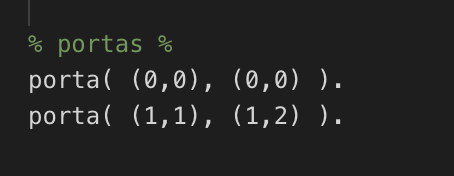 % portas %
porta( (0,0), (0,0) ).
porta( (1,1), (1,2) ).